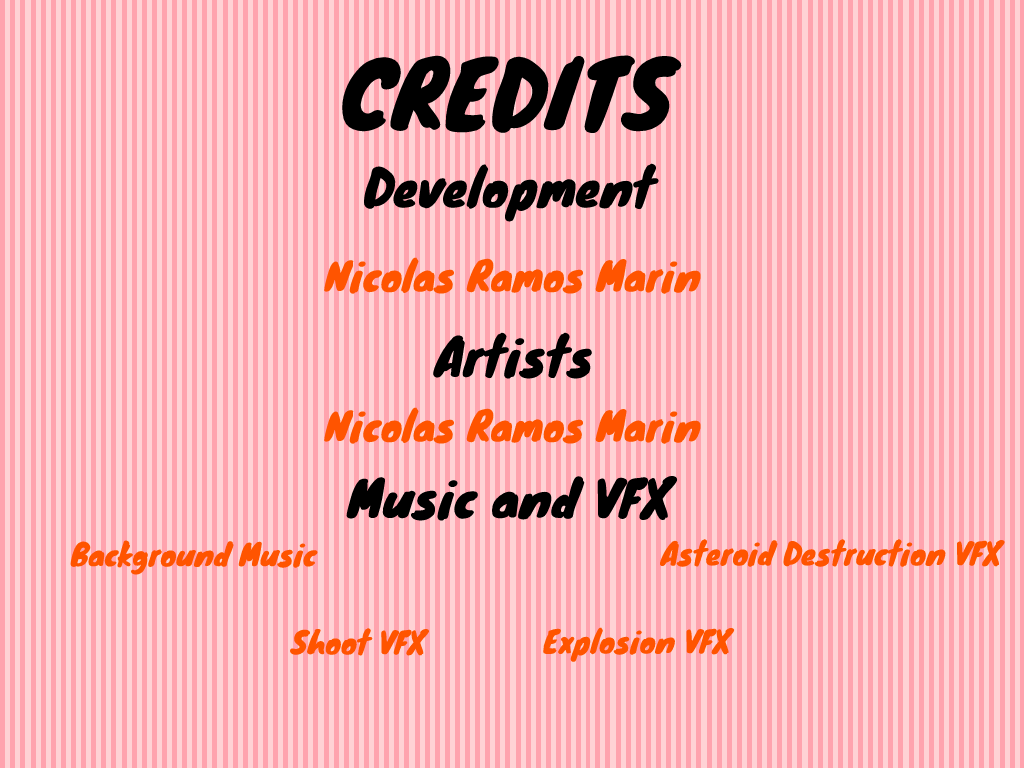 CREDITS
Development
Nicolas Ramos Marin
Artists
Nicolas Ramos Marin
Music and VFX
Background Music
Asteroid Destruction VFX
Shoot VFX
Explosion VFX